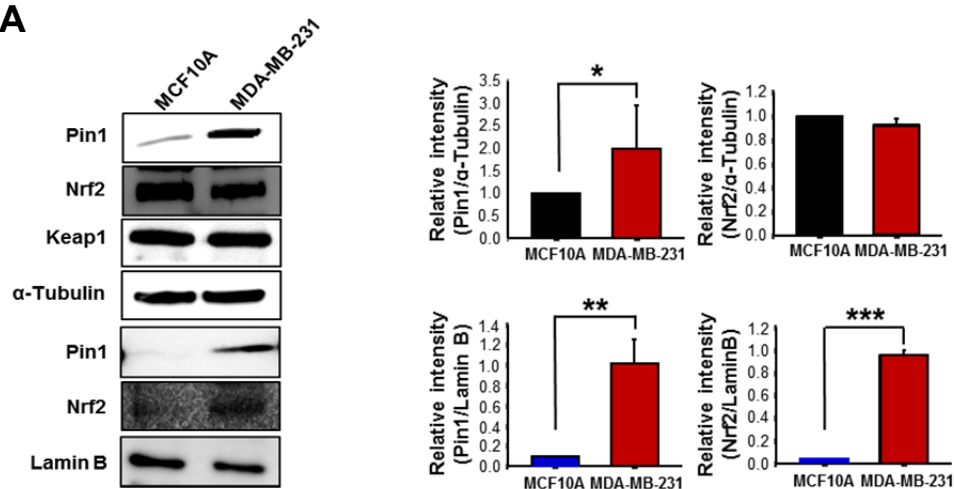 A
MCF10A
MDA-MB-231
Pin1
Nrf2
Keap1
α-Tubulin
Pin1
Nrf2
Lamin B
Relative intensity
(Pin1/α-Tubulin)
3.5
3.0
2.5
2.0
1.5
1.0
0.5
0.0
*
MCF10A MDA-MB-231
Relative intensity
(Nrf2/α-Tubulin)
1.2
1.0
0.8
0.6
0.4
0.2
0.0
MCF10A MDA-MB-231
Relative intensity
(Pin1/Lamin B)
1.4
1.2
1.0
0.8
0.6
0.4
0.2
0.0
**
MCF10A MDA-MB-231
Relative intensity
(Nrf2/LaminB)
1.2
1.0
0.8
0.6
0.4
0.2
0.0
***
MCF10A MDA-MB-231